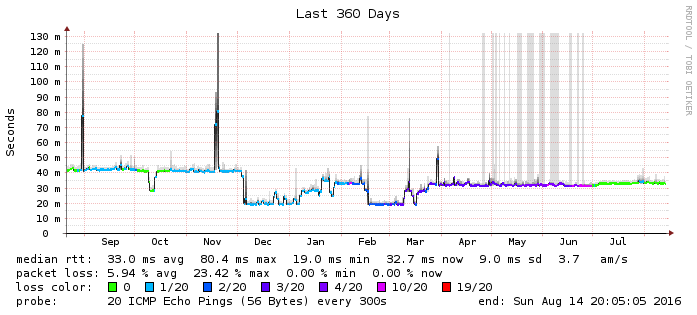 Last 360 Days
RRDTOOL / TOBI OETIKER
Seconds
130 m
120 m
110 m
100 m
90 m
80 m
70 m
60 m
50 m
40 m
30 m
20 m
10 m
0
Sep Oct Nov Dec Jan Feb Mar Apr May Jun Jul
median rtt: 33.0 ms avg 80.4 ms max 19.0 ms min 32.7 ms now 9.0 ms sd 3.7 am/s
packet loss: 5.94 % avg 23.42 % max 0.00 % min 0.00 % now
loss color: 0 1/20 2/20 3/20 4/20 10/20 19/20
probe: 20 ICMP Echo Pings (56 Bytes) every 300s end: Sun Aug 14 20:05:05 2016